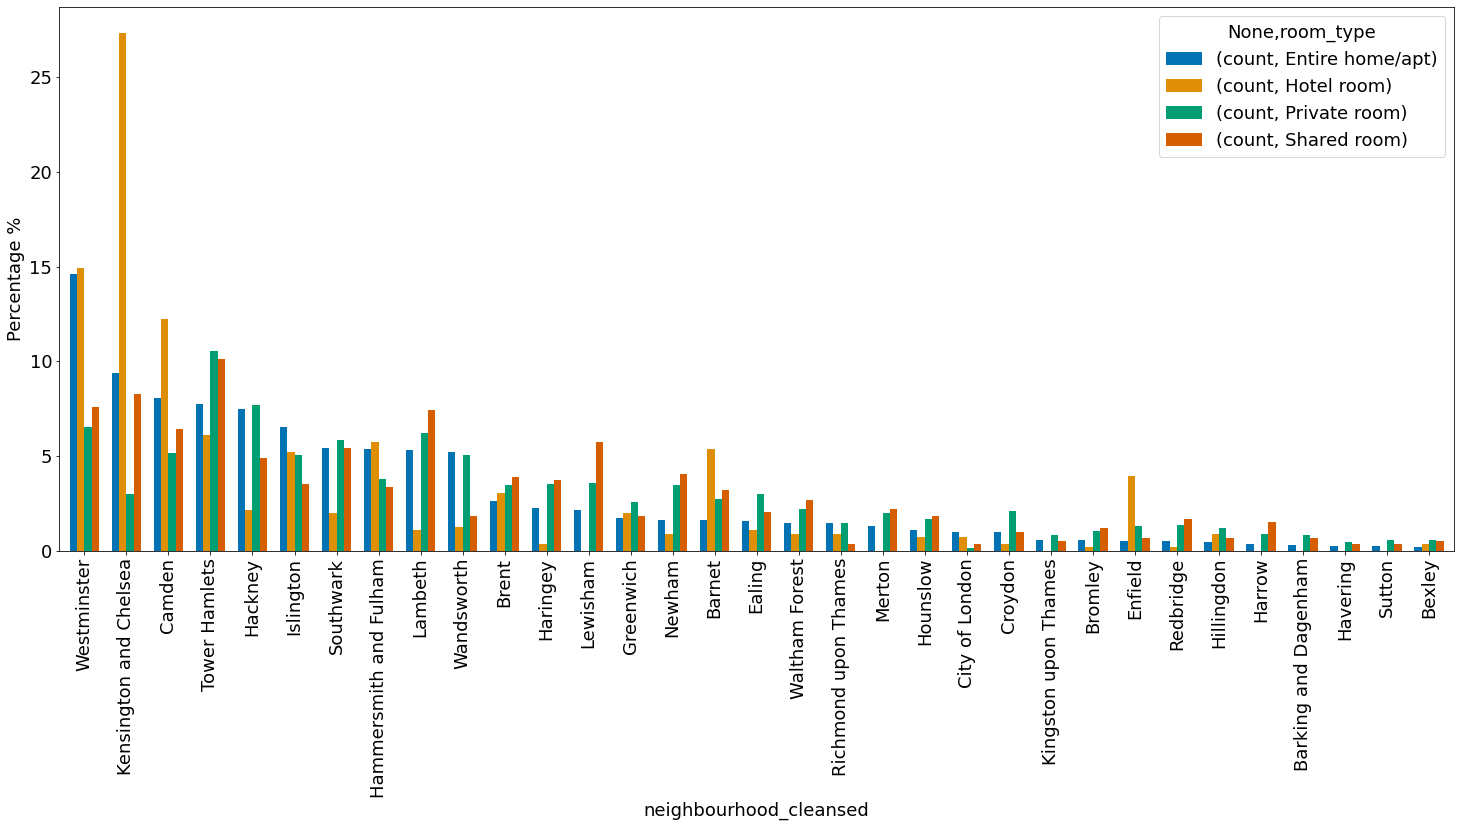 None,room_type
(count, Entire home/apt)
(count, Hotel room)
(count, Private room)
(count, Shared room)
Percentage %
25
20
15
10
5
0
Westminster
Kensington and Chelsea
Camden
Tower Hamlets
Hackney
Islington
Southwark
Hammersmith and Fulham
Lambeth
Wandsworth
Brent
Haringey
Lewisham
Greenwich
Newham
Barnet
Ealing
Waltham Forest
Richmond upon Thames
Merton
Hounslow
City of London
Croydon
Kingston upon Thames
Bromley
Enfield
Redbridge
Hillingdon
Harrow
Barking and Dagenham
Havering
Sutton
Bexley
neighbourhood_cleansed